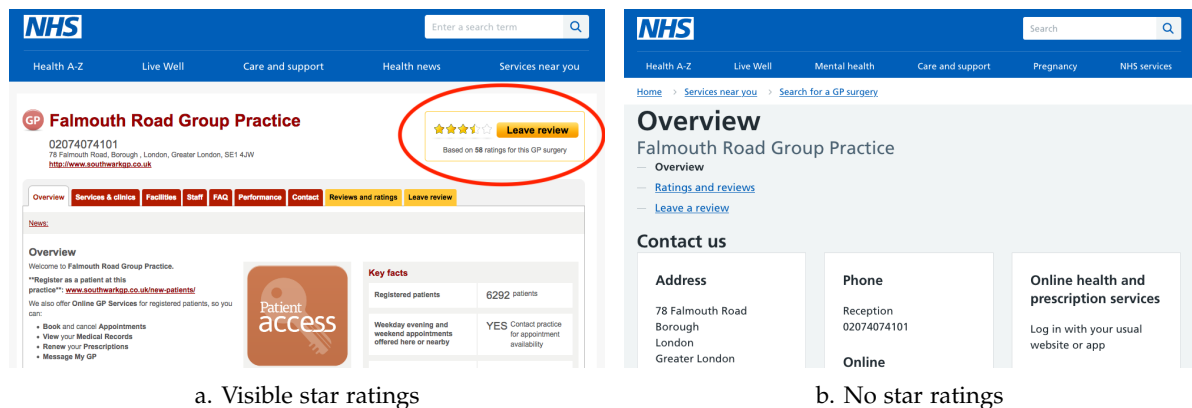 NHS
Enter a search term
Health A-Z Live Well Care and support Health news Services near you
GP Falmouth Road Group Practice
02074074101
78 Falmouth Road, Borough , London, Greater London, SE1 4JW
http://www.southwarkgp.co.uk
Leave review
Based on 58 ratings for this GP surgery
Overview Services & clinics Facilities Staff FAQ Performance Contact Reviews and ratings Leave review
News:
Overview
Welcome to Falmouth Road Group Practice.
**Register as a patient at this
practice**: www.southwarkgp.co.uk/new-patients/
We also offer Online GP Services for registered patients, so you
can:
• Book and cancel Appointments
• View your Medical Records
• Renew your Prescriptions
• Message My GP
Patient
access
Key facts
Registered patients 6292 patients
Weekday evening and
weekend appointments
offered here or nearby
YES Contact practice
for appointment
availability
a. Visible star ratings
NHS
Search
Health A-Z Live Well Mental health Care and support Pregnancy NHS services
Home > Services near you > Search for a GP surgery
Overview
Falmouth Road Group Practice
— Overview
— Ratings and reviews
— Leave a review
Contact us
Address
78 Falmouth Road
Borough
London
Greater London
Phone
Reception
02074074101
Online
Online health and
prescription services
Log in with your usual
website or app
b. No star ratings